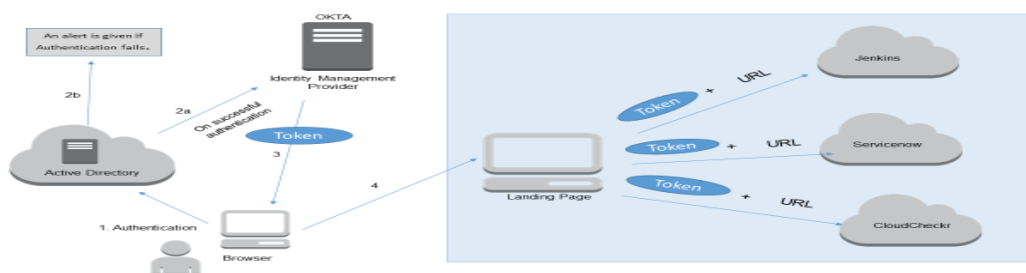 OKTA
An alert is given if
Authentication fails.
Identity Management
Provider
2b
2a
On successful
authentication
Token
3
Active Directory
1. Authentication
Browser
4
Landing Page
Token + URL
Jenkins
Token + URL
Servicenow
Token + URL
CloudCheckr